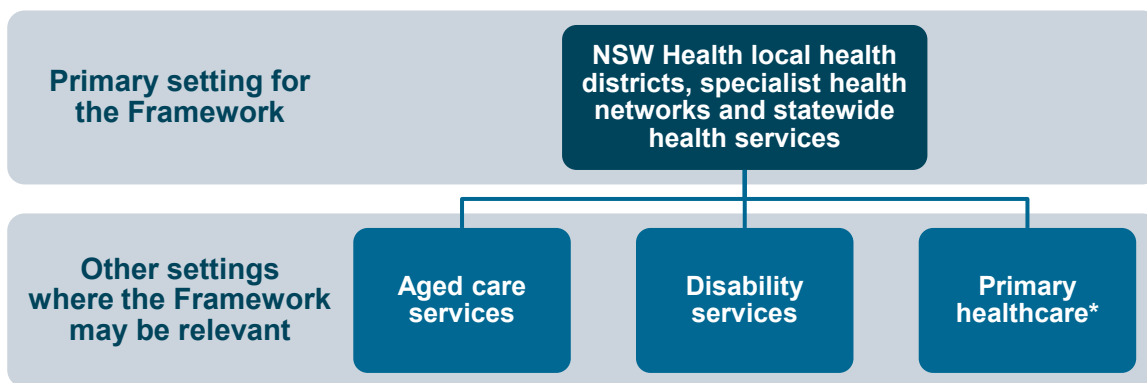 Primary setting for
the Framework
NSW Health local health
districts, specialist health
networks and statewide
health services
Other settings
where the Framework
may be relevant
Aged care
services
Disability
services
Primary
healthcare*